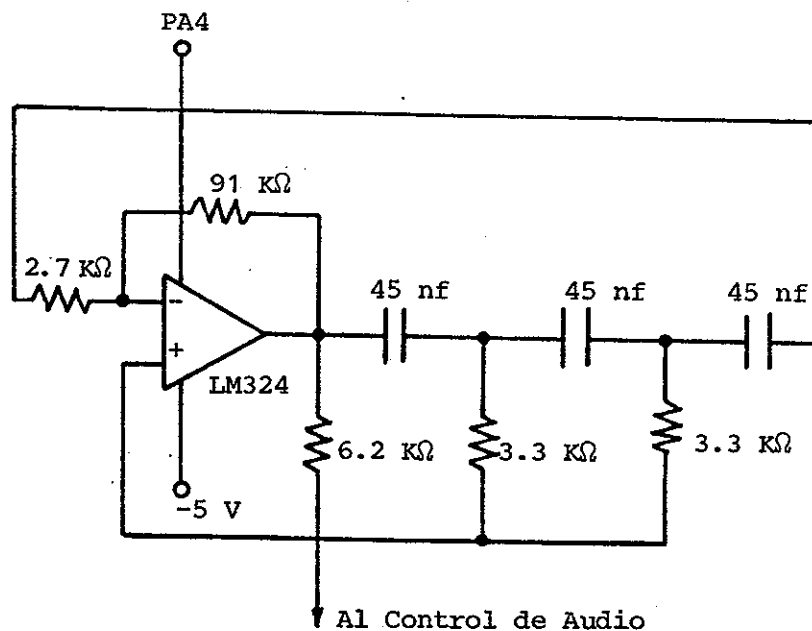 PA4
91 KΩ
2.7 KΩ
45 nf
45 nf
45 nf
-
+
LM324
6.2 KΩ
3.3 KΩ
3.3 KΩ
-5 V
Al Control de Audio